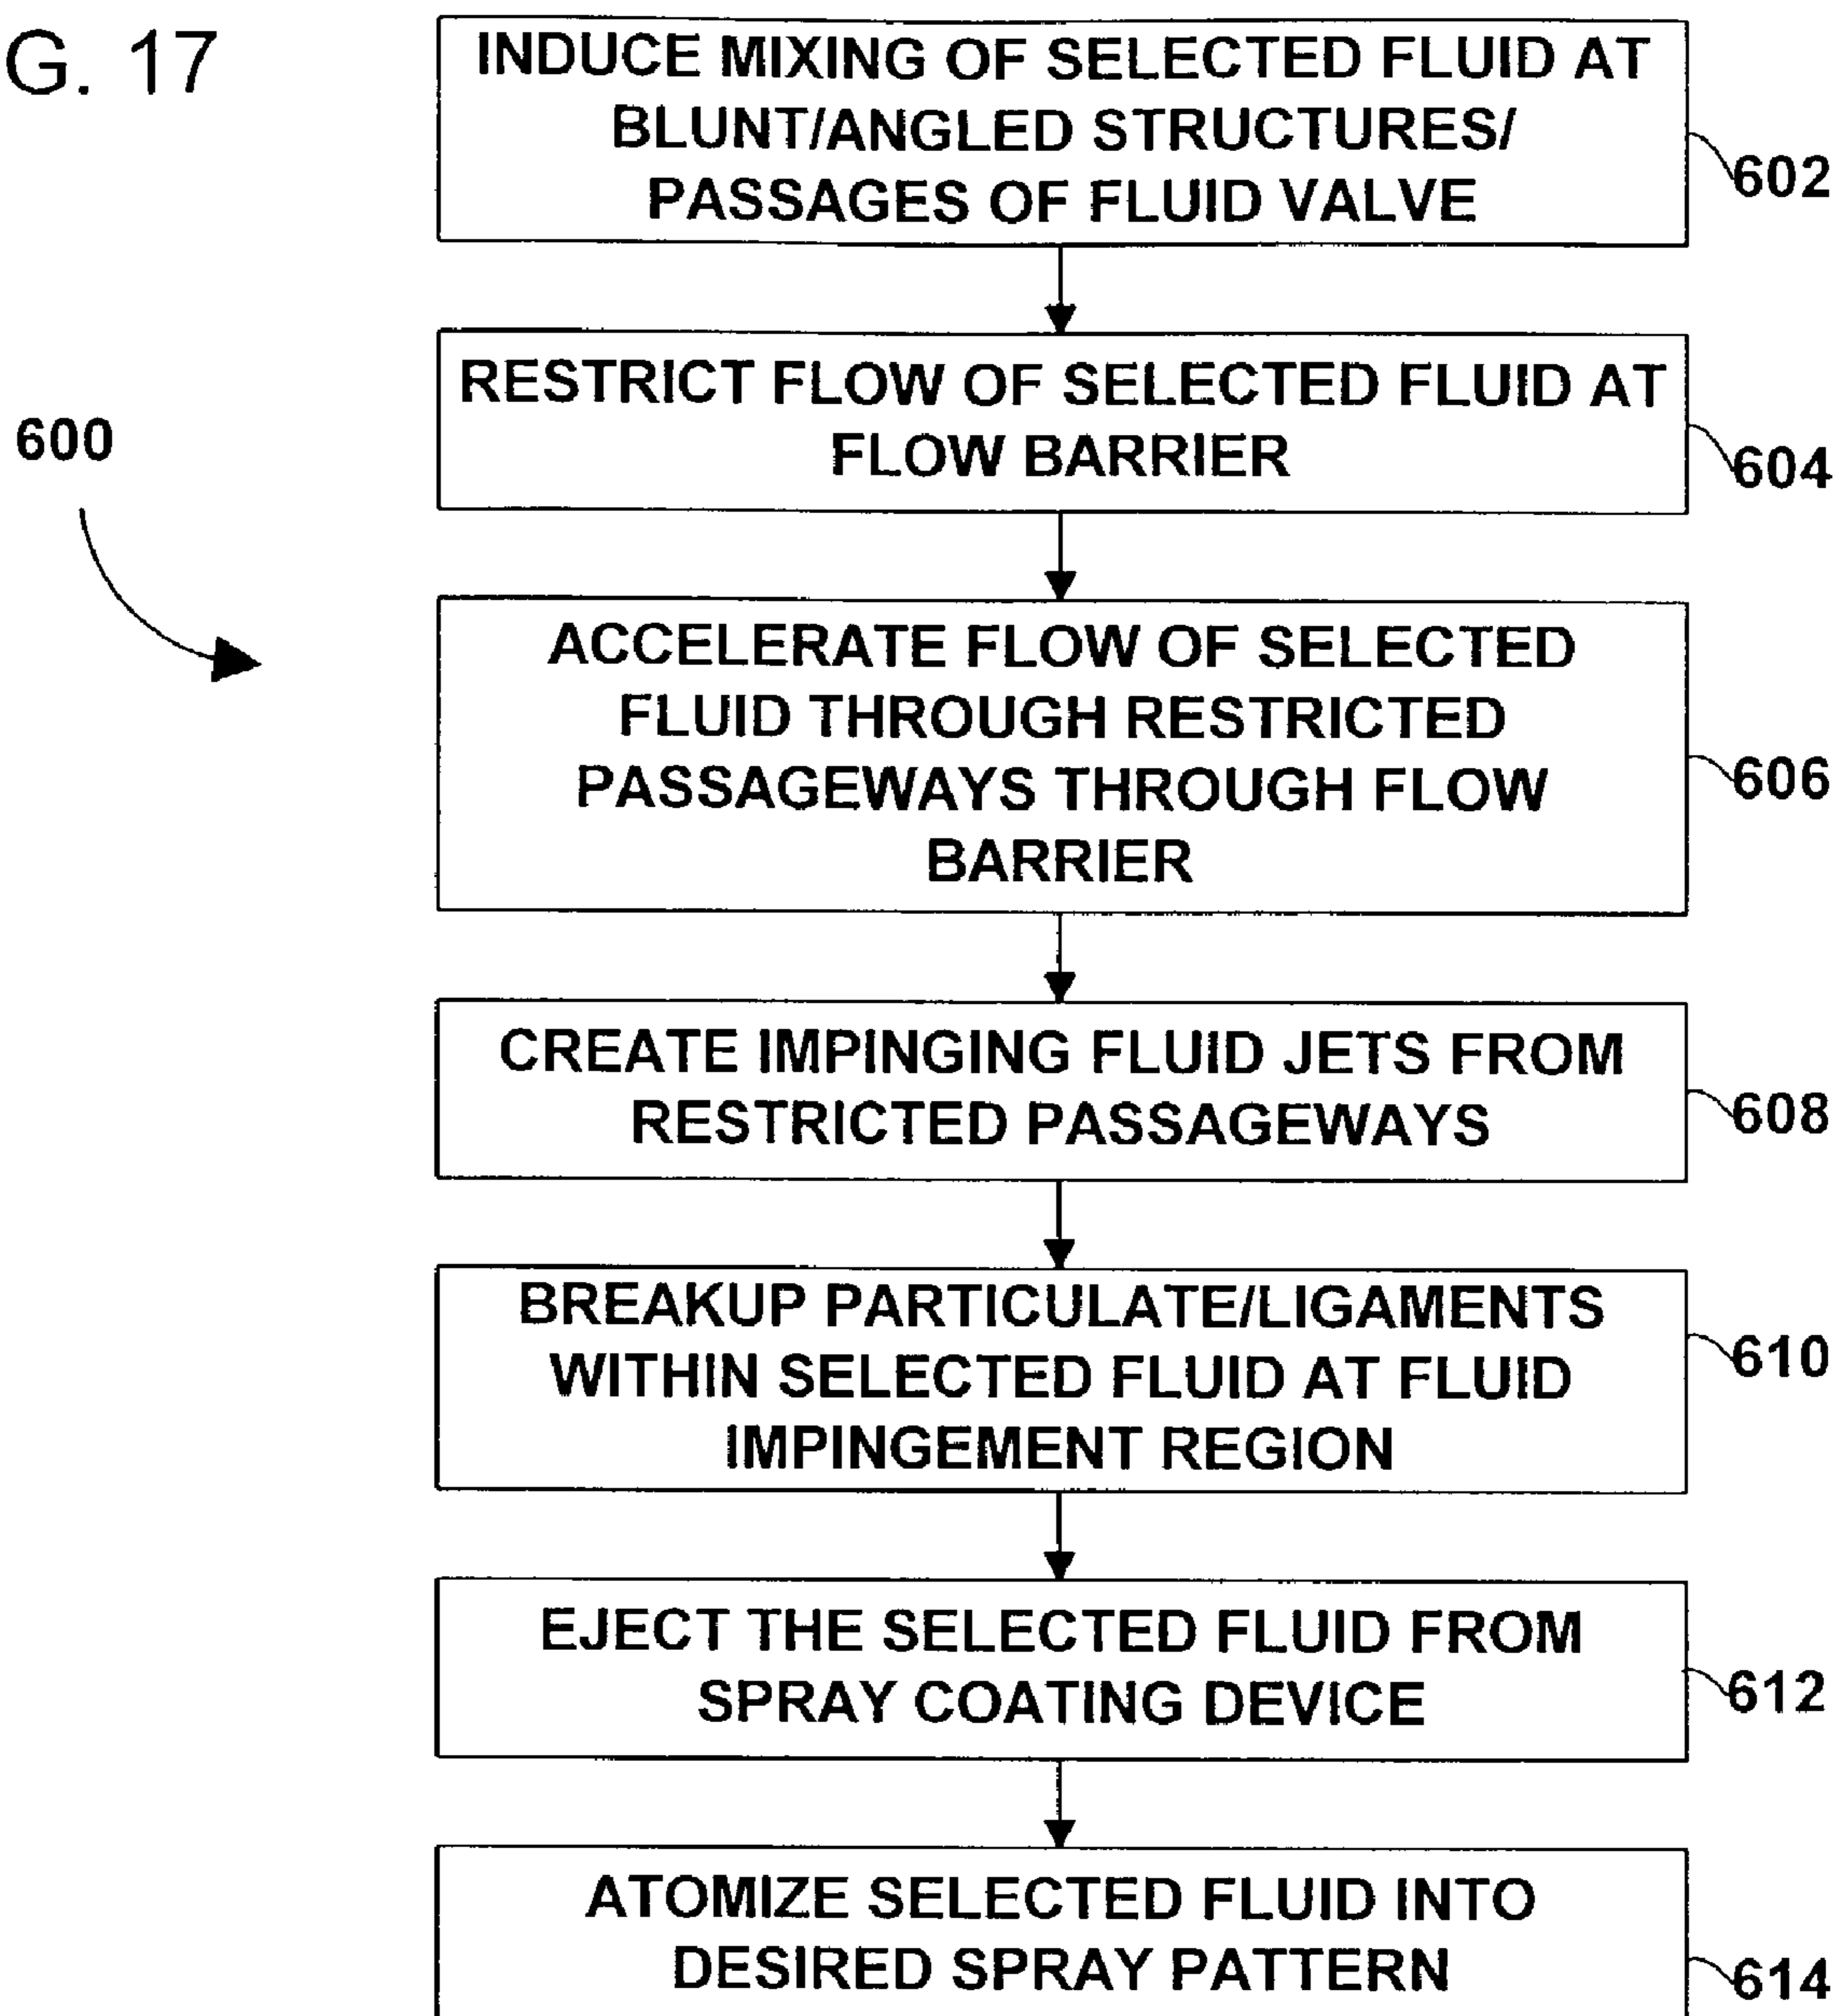 G. 17
INDUCE MIXING OF SELECTED FLUID AT
BLUNT/ANGLED STRUCTURES/
PASSAGES OF FLUID VALVE
602
RESTRICT FLOW OF SELECTED FLUID AT
FLOW BARRIER
604
600
ACCELERATE FLOW OF SELECTED
FLUID THROUGH RESTRICTED
PASSAGEWAYS THROUGH FLOW
BARRIER
606
CREATE IMPINGING FLUID JETS FROM
RESTRICTED PASSAGEWAYS
608
BREAKUP PARTICULATE/LIGAMENTS
WITHIN SELECTED FLUID AT FLUID
IMPINGEMENT REGION
610
EJECT THE SELECTED FLUID FROM
SPRAY COATING DEVICE
612
ATOMIZE SELECTED FLUID INTO
DESIRED SPRAY PATTERN
614